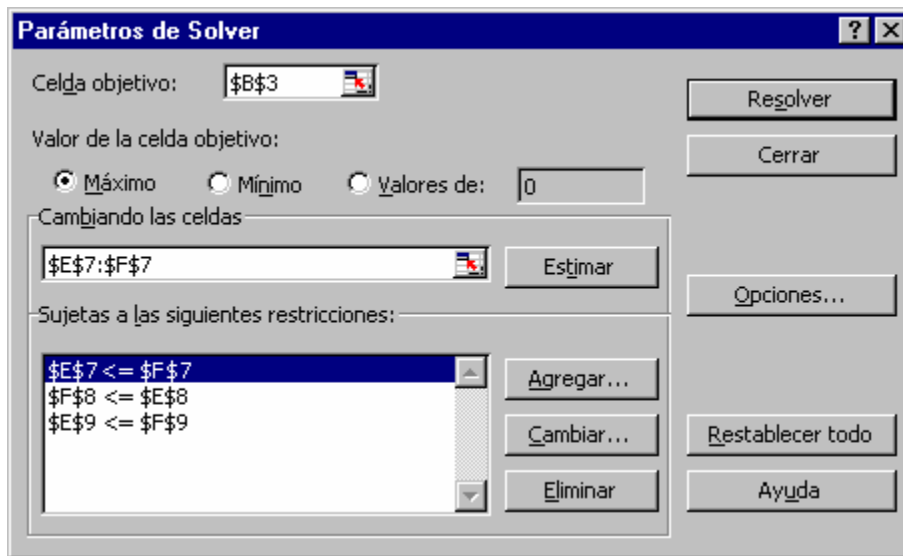 Parámetros de Solver
Celda objetivo: $B$3
Resolver
Valor de la celda objetivo:
Cerrar
Máximo Mínimo Valores de: 0
Cambiando las celdas
$E$7:$F$7 Estimar
Opciones...
Sujetas a las siguientes restricciones:
$E$7 <= $F$7
$F$8 <= $E$8
$E$9 <= $F$9
Agregar...
Cambiar...
Restablecer todo
Eliminar
Ayuda